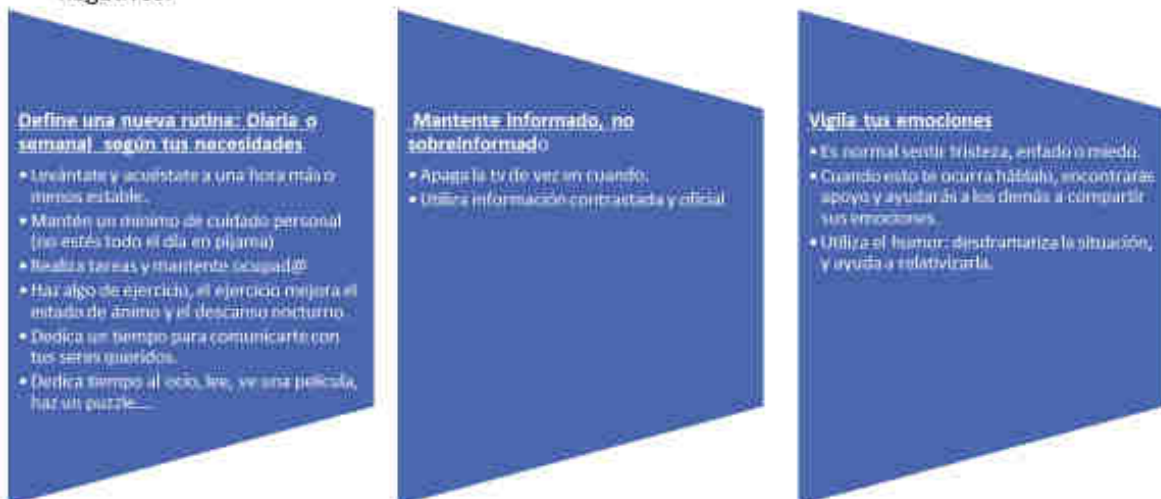 Define una nueva rutina: Diaria o
semanal según tus necesidades
• Levántate y acuéstate a una hora más o
menos estable.
• Mantén un mínimo de cuidado personal
(no estés todo el día en pijama)
• Realiza tareas y mantente ocupad@
• Haz algo de ejercicio, el ejercicio mejora el
estado de ánimo y el descanso nocturno
• Dedica un tiempo para comunicarte con
tus seres queridos.
• Dedica tiempo al ocio, lee, ve una película,
haz un puzzle....
Mantente informado, no
sobreinformado
• Apaga la tv de vez en cuando.
• Utiliza información contrastada y oficial
Vigila tus emociones
• Es normal sentir tristeza, enfado o miedo.
• Cuando esto te ocurra háblalo, encontrarás
apoyo y ayudarás a los demás a compartir
sus emociones.
• Utiliza el humor: desdramatiza la situación,
y ayuda a relativizarla.